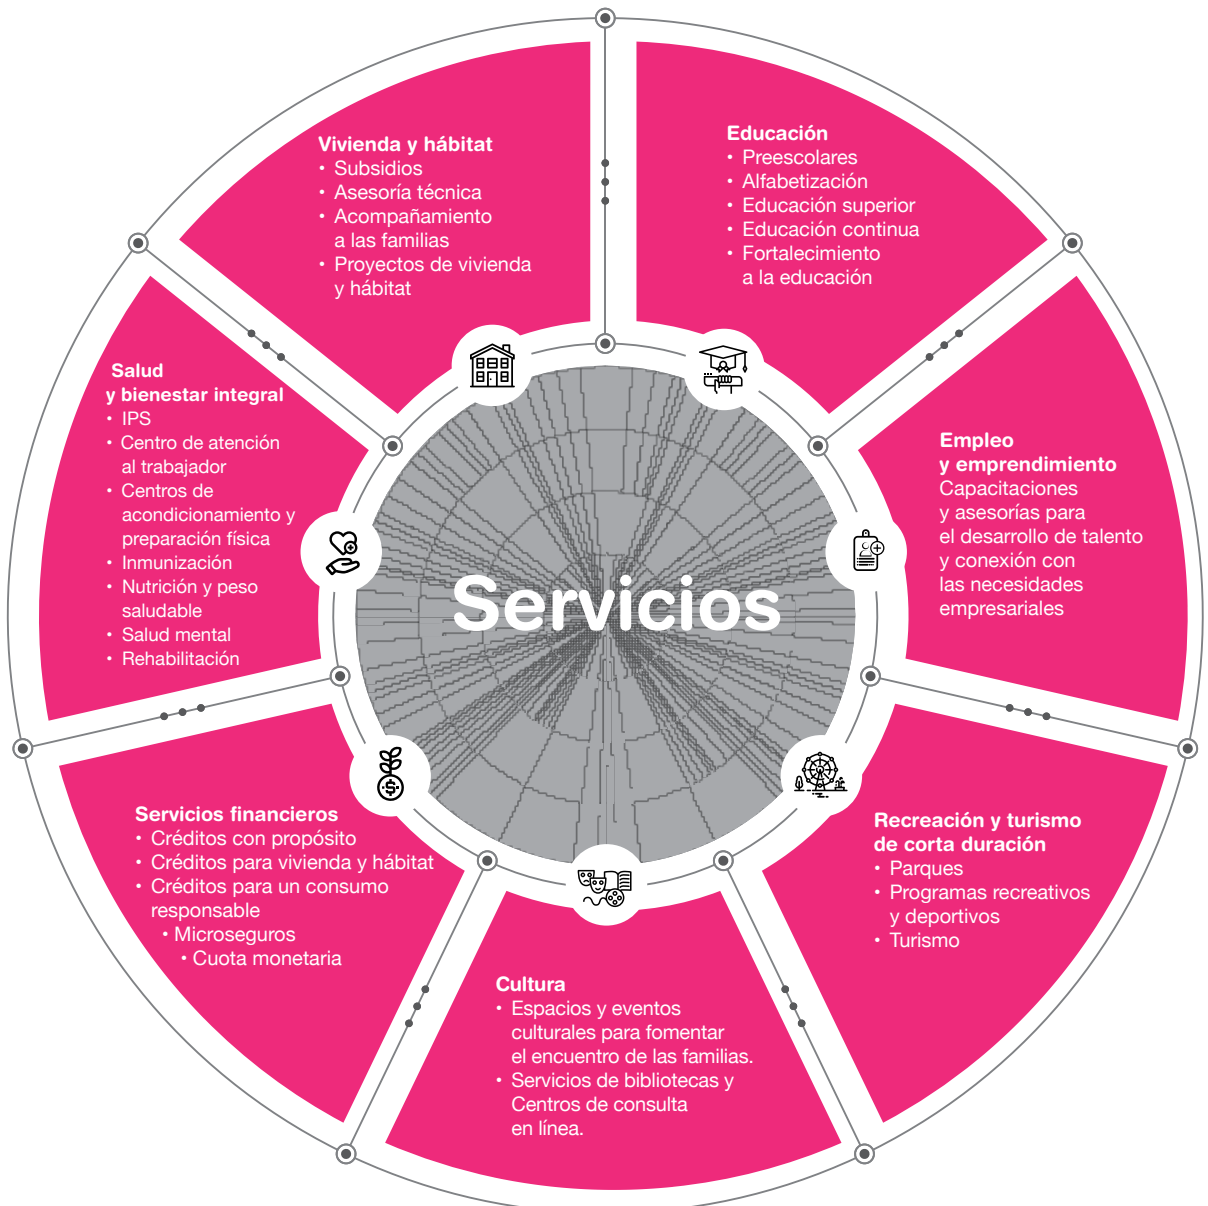 Vivienda y hábitat
• Subsidios
• Asesoría técnica
• Acompañamiento
a las familias
• Proyectos de vivienda
y hábitat
Educación
• Preescolares
• Alfabetización
• Educación superior
• Educación continua
• Fortalecimiento
a la educación
Salud
y bienestar integral
• IPS
• Centro de atención
al trabajador
• Centros de
acondicionamiento y
preparación física
• Inmunización
• Nutrición y peso
saludable
• Salud mental
• Rehabilitación
Empleo
y emprendimiento
Capacitaciones
y asesorías para
el desarrollo de talento
y conexión con
las necesidades
empresariales
Servicios
Servicios financieros
• Créditos con propósito
• Créditos para vivienda y hábitat
• Créditos para un consumo
responsable
• Microseguros
• Cuota monetaria
Recreación y turismo
de corta duración
• Parques
• Programas recreativos
y deportivos
• Turismo
Cultura
• Espacios y eventos
culturales para fomentar
el encuentro de las familias.
• Servicios de bibliotecas y
Centros de consulta
en línea.